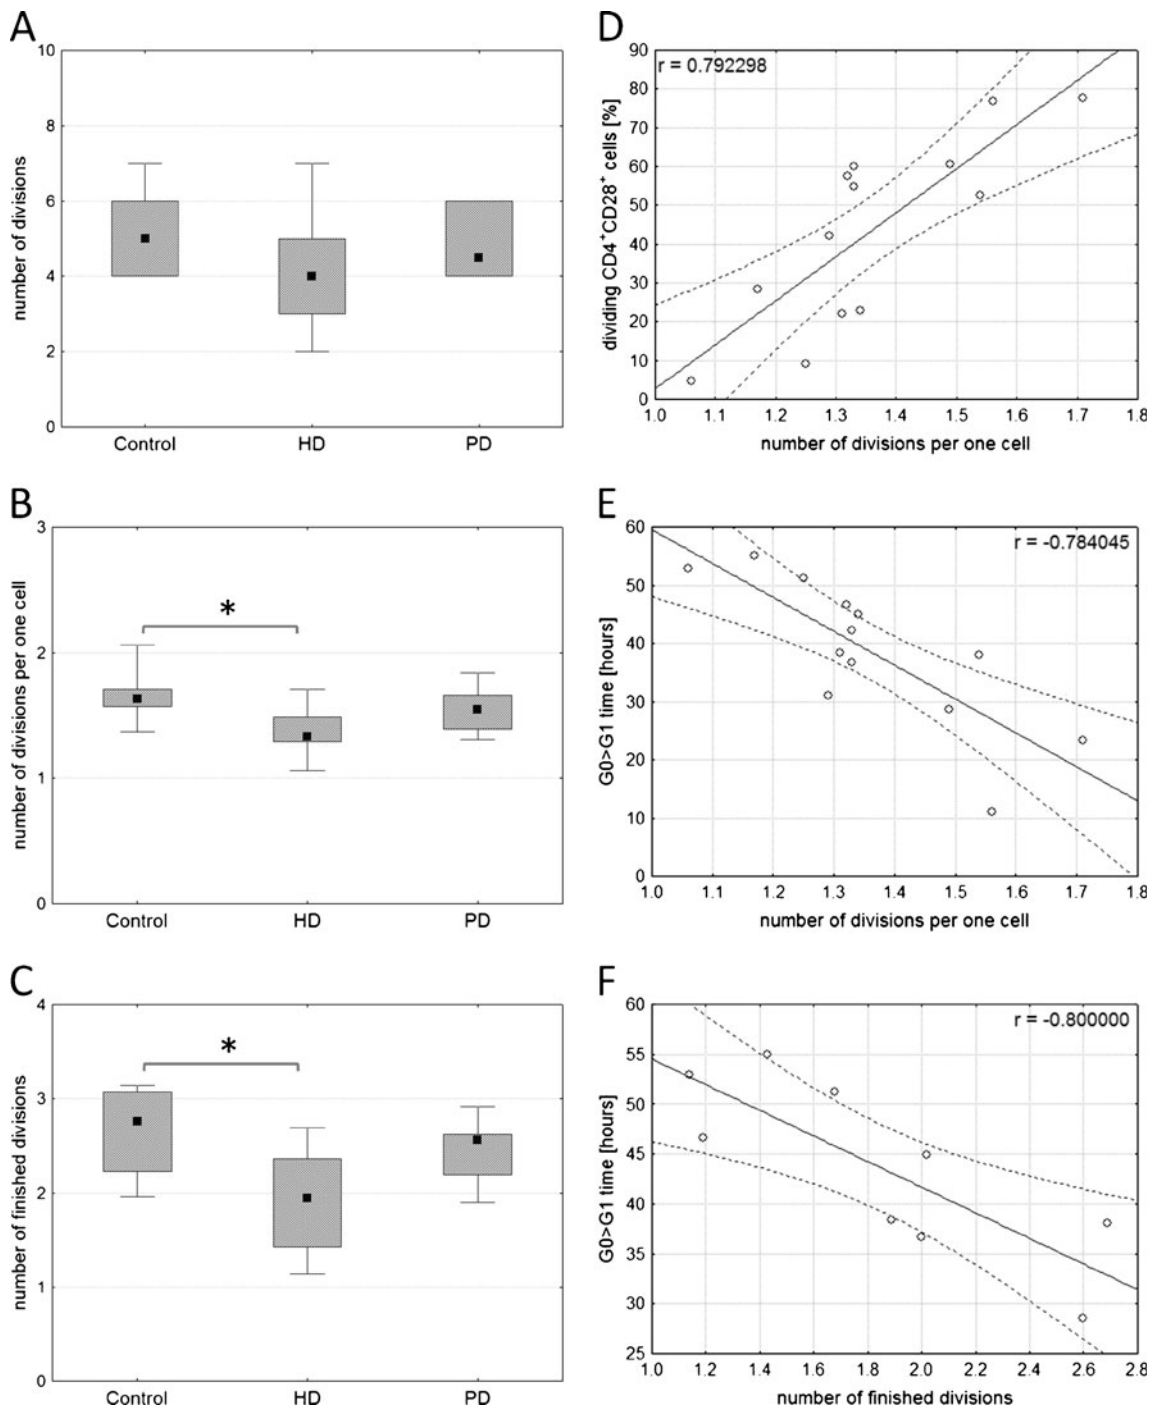 A
number of divisions
10
8
6
4
2
0
Control HD PD
B
number of divisions per one cell
3
2
1
0
*
Control HD PD
C
number of finished divisions
4
3
2
1
0
*
Control HD PD
D
dividing CD4⁺CD28⁺ cells [%]
90
80
70
60
50
40
30
20
10
0
r = 0.792298
1.0 1.1 1.2 1.3 1.4 1.5 1.6 1.7 1.8
number of divisions per one cell
E
G0>G1 time [hours]
60
50
40
30
20
10
0
r = -0.784045
1.0 1.1 1.2 1.3 1.4 1.5 1.6 1.7 1.8
number of divisions per one cell
F
G0>G1 time [hours]
60
55
50
45
40
35
30
25
r = -0.800000
1.0 1.2 1.4 1.6 1.8 2.0 2.2 2.4 2.6 2.8
number of finished divisions